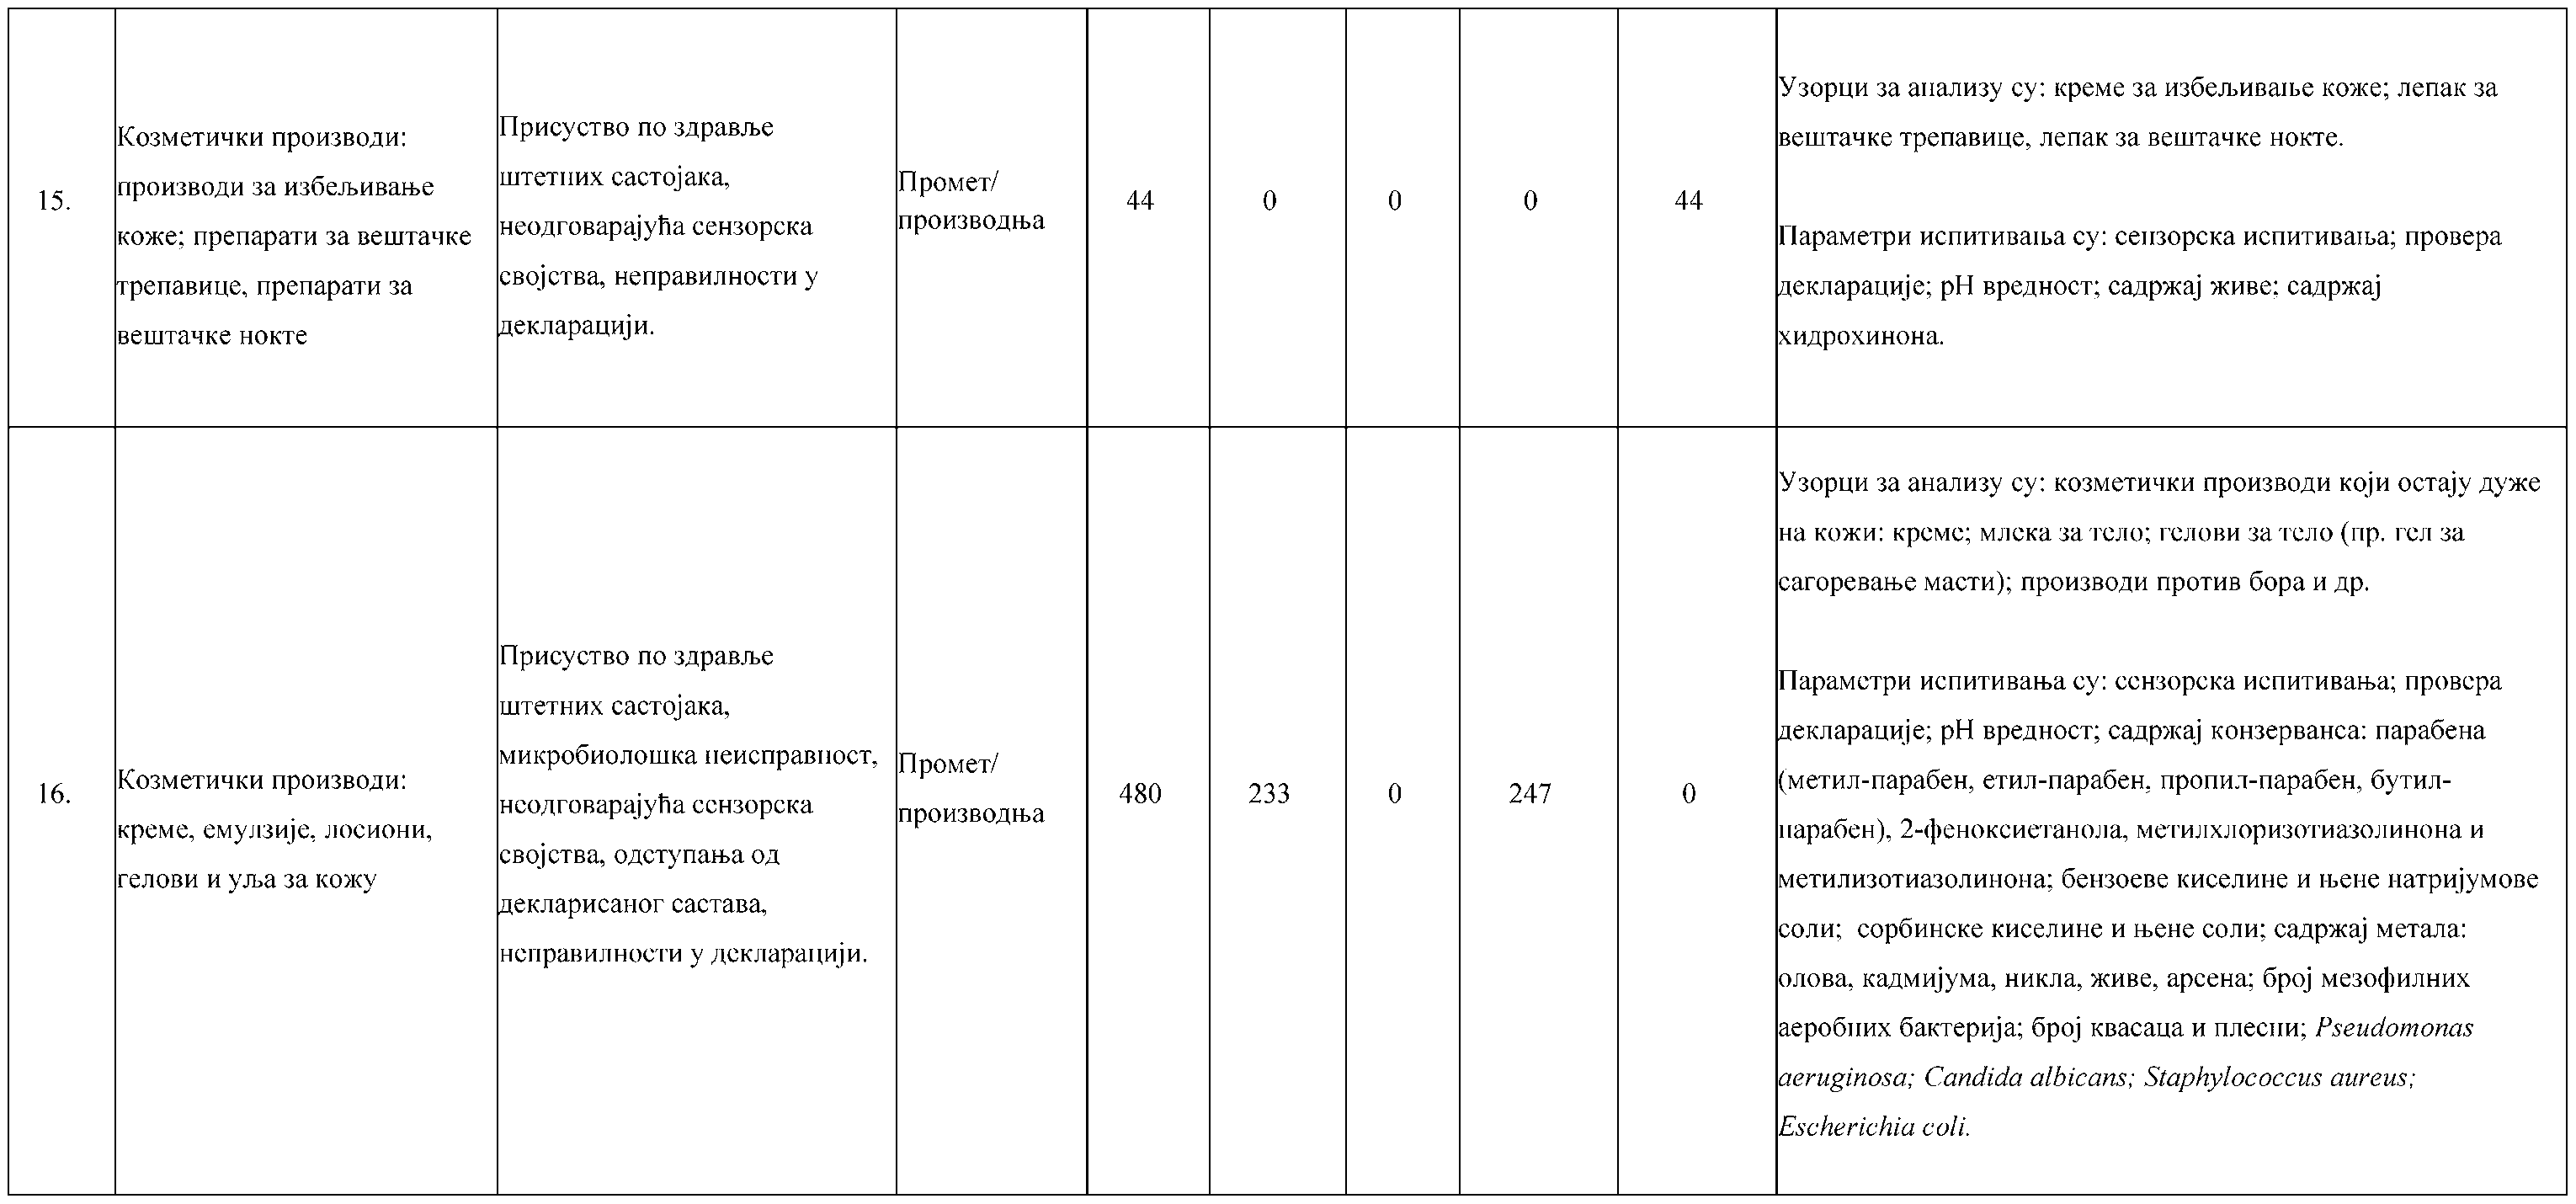 15.
Козметички производи:
производи за избељивање
коже; препарати за вештачке
трепавице, препарати за
вештачке нокте
Присуство по здравље
штетних састојака,
неодговарајућа сензорска
својства, неправилности у
декларацији.
Промет/
производња
44
0
0
0
44
Узорци за анализу су: креме за избељивање коже; лепак за
вештачке трепавице, лепак за вештачке нокте.
Параметри испитивања су: сензорска испитивања; провера
декларације; pH вредност; садржај живе; садржај
хидрохинона.
16.
Козметички производи:
креме, емулзије, лосиони,
гелови и уља за кожу
Присуство по здравље
штетних састојака,
микробиолошка неисправност,
неодговарајућа сензорска
својства, одступања од
декларисаног састава,
неправилности у декларацији.
Промет/
производња
480
233
0
247
0
Узорци за анализу су: козметички производи који остају дуже
на кожи: креме; млека за тело; гелови за тело (пр. гел за
сагоревање масти); производи против бора и др.
Параметри испитивања су: сензорска испитивања; провера
декларације; pH вредност; садржај конзерванса: парабена
(метил-парабен, етил-парабен, пропил-парабен, бутил-
парабен), 2-феноксиетанола, метилхлоризотиазолинона и
метилизотиазолинона; бензоеве киселине и њене натријумове
соли;  сорбинске киселине и њене соли; садржај метала:
олова, кадмијума, никла, живе, арсена; број мезофилних
аеробних бактерија; број квасаца и плесни; Pseudomonas
aeruginosa; Candida albicans; Staphylococcus aureus;
Escherichia coli.